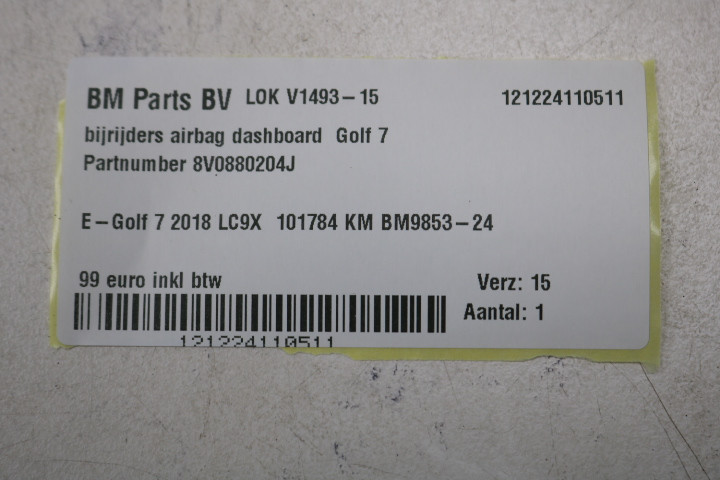 BM Parts BV LOK V1493-15 121224110511
bijrijders airbag dashboard Golf 7
Partnumber 8V0880204J
E-Golf 7 2018 LC9X 101784 KM BM9853-24
99 euro inkl btw Verz: 15
Aantal: 1
121224110511